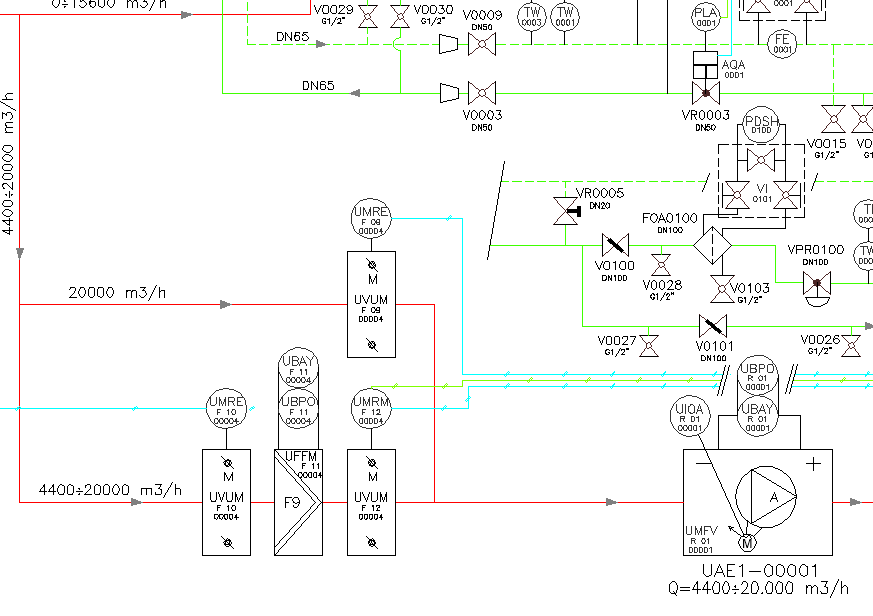 0÷15600 m3/h
V0029
G1/2"
V0030
G1/2"
V0009
DN50
TW
0003
TW
0001
PLA
0001
0001
FE
0001
DN65
AQA
0001
DN65
V0003
DN50
VR0003
DN50
PDSH
0100
V0015
G1/2"
VO
G1/
4400÷20000 m3/h
VI
0101
VR0005
DN20
FOA0100
DN100
UMRE
F 09
00004
V0100
DN100
V0028
G1/2"
V0103
G1/2"
VPR0100
DN100
TW
M
UVUM
F 09
00004
20000 m3/h
V0027
G1/2"
V0101
DN100
V0026
G1/2"
UBAY
F 11
00004
UBPO
F 11
00004
UMRE
F 10
00004
UMRM
F 12
00004
UBPO
R 01
00001
UBAY
R 01
00001
UIOA
R 01
00001
M
UVUM
F 10
00004
UFFM
F 11
00004
F9
M
UVUM
F 12
00004
4400÷20000 m3/h
− +
A
UMFV
R 01
00001
M
UAE1-00001
Q=4400÷20.000 m3/h